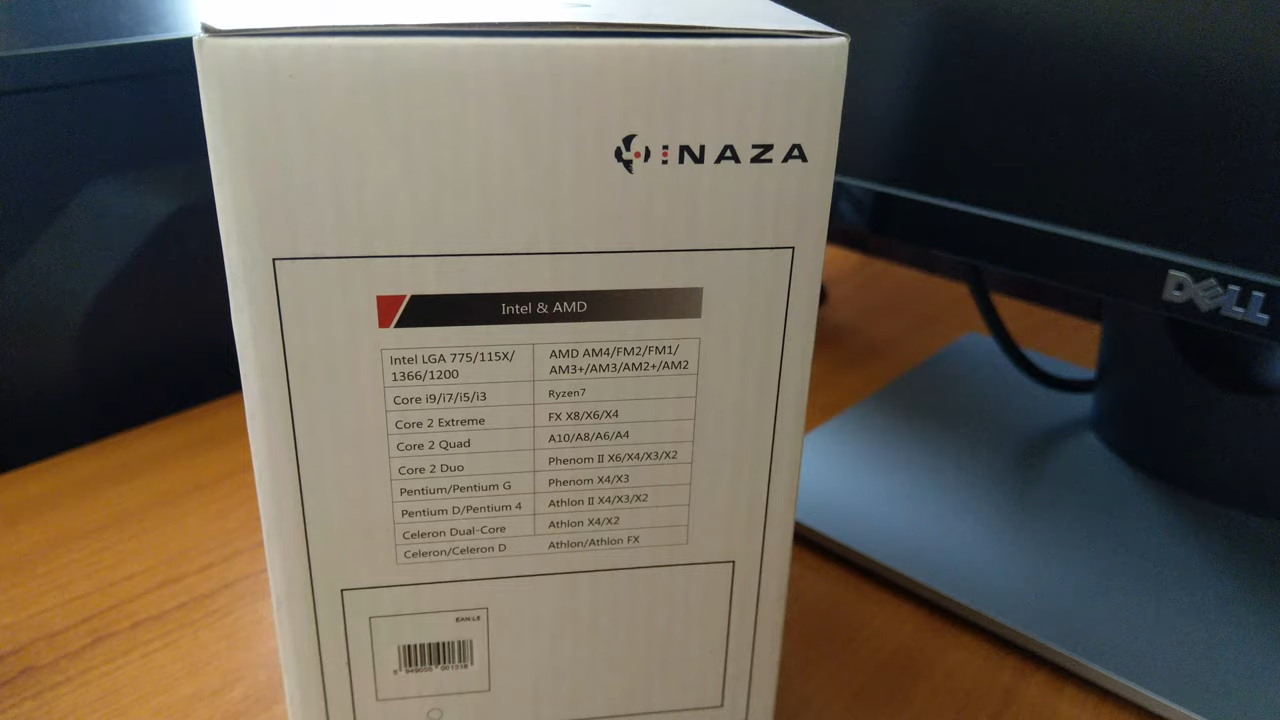 INAZA
DELL
Intel & AMD
Intel LGA 775/115X/
1366/1200
AMD AM4/FM2/FM1/
AM3+/AM3/AM2+/AM2
Core i9/i7/i5/i3
Ryzen7
Core 2 Extreme
FX X8/X6/X4
Core 2 Quad
A10/A8/A6/A4
Core 2 Duo
Phenom II X6/X4/X3/X2
Pentium/Pentium G
Phenom X4/X3
Pentium D/Pentium 4
Athlon II X4/X3/X2
Celeron Dual-Core
Athlon X4/X2
Celeron/Celeron D
Athlon/Athlon FX